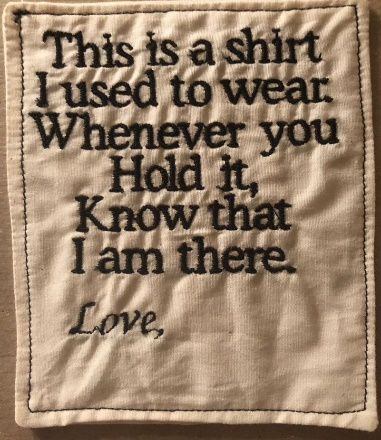 This is a shirt
I used to wear.
Whenever you
Hold it,
Know that
I am there.
Love,